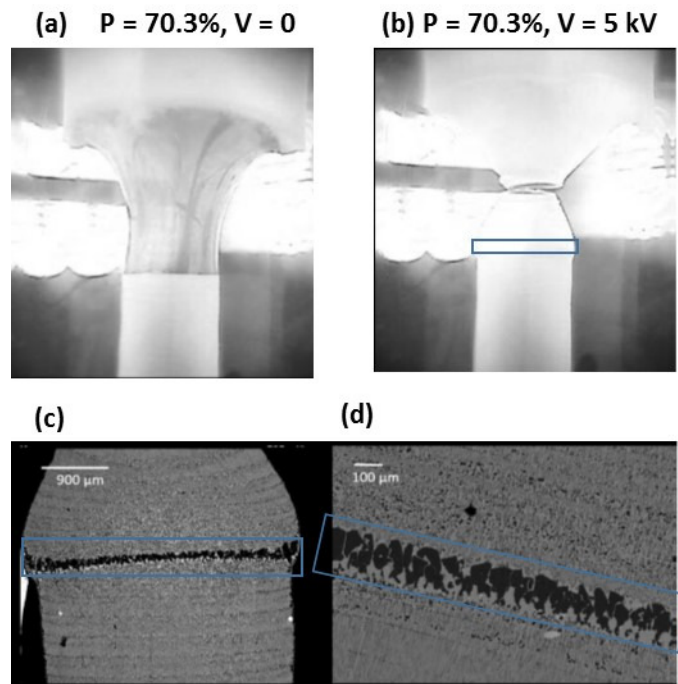 (a) P = 70.3%, V = 0
(b) P = 70.3%, V = 5 kV
(c)
(d)
900 µm
100 µm